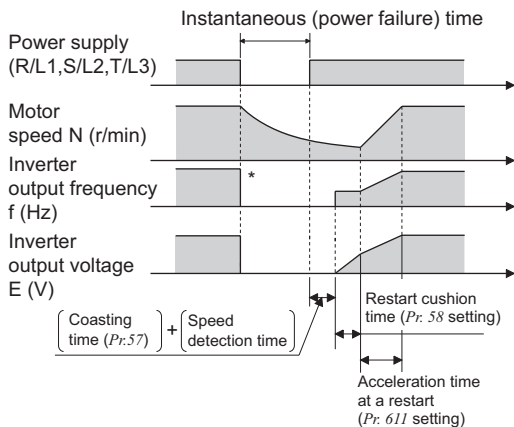 Instantaneous (power failure) time
Power supply
(R/L1,S/L2,T/L3)
Motor
speed N (r/min)
Inverter
output frequency
f (Hz)
*
Inverter
output voltage
E (V)
Coasting
time (Pr.57)
+
Speed
detection time
Restart cushion
time (Pr. 58 setting)
Acceleration time
at a restart
(Pr. 611 setting)